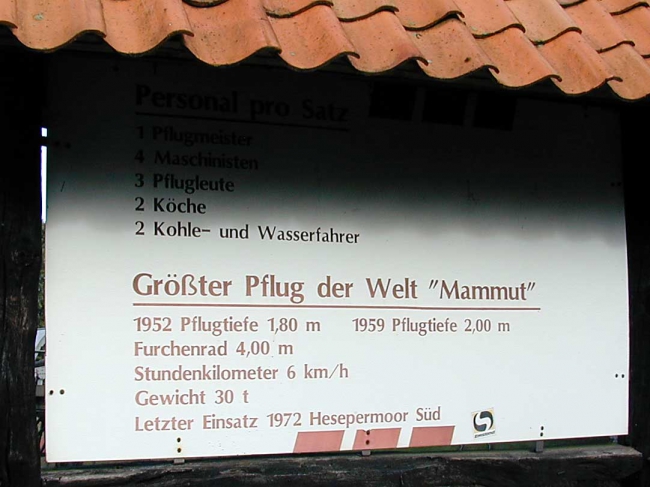 Personal pro Satz
1 Pflugmeister
4 Maschinisten
3 Pflugleute
2 Köche
2 Kohle- und Wasserfahrer
Größter Pflug der Welt "Mammut"
1952 Pflugtiefe 1,80 m 1959 Pflugtiefe 2,00 m
Furchenrad 4,00 m
Stundenkilometer 6 km/h
Gewicht 30 t
Letzter Einsatz 1972 Hesepermoor Süd